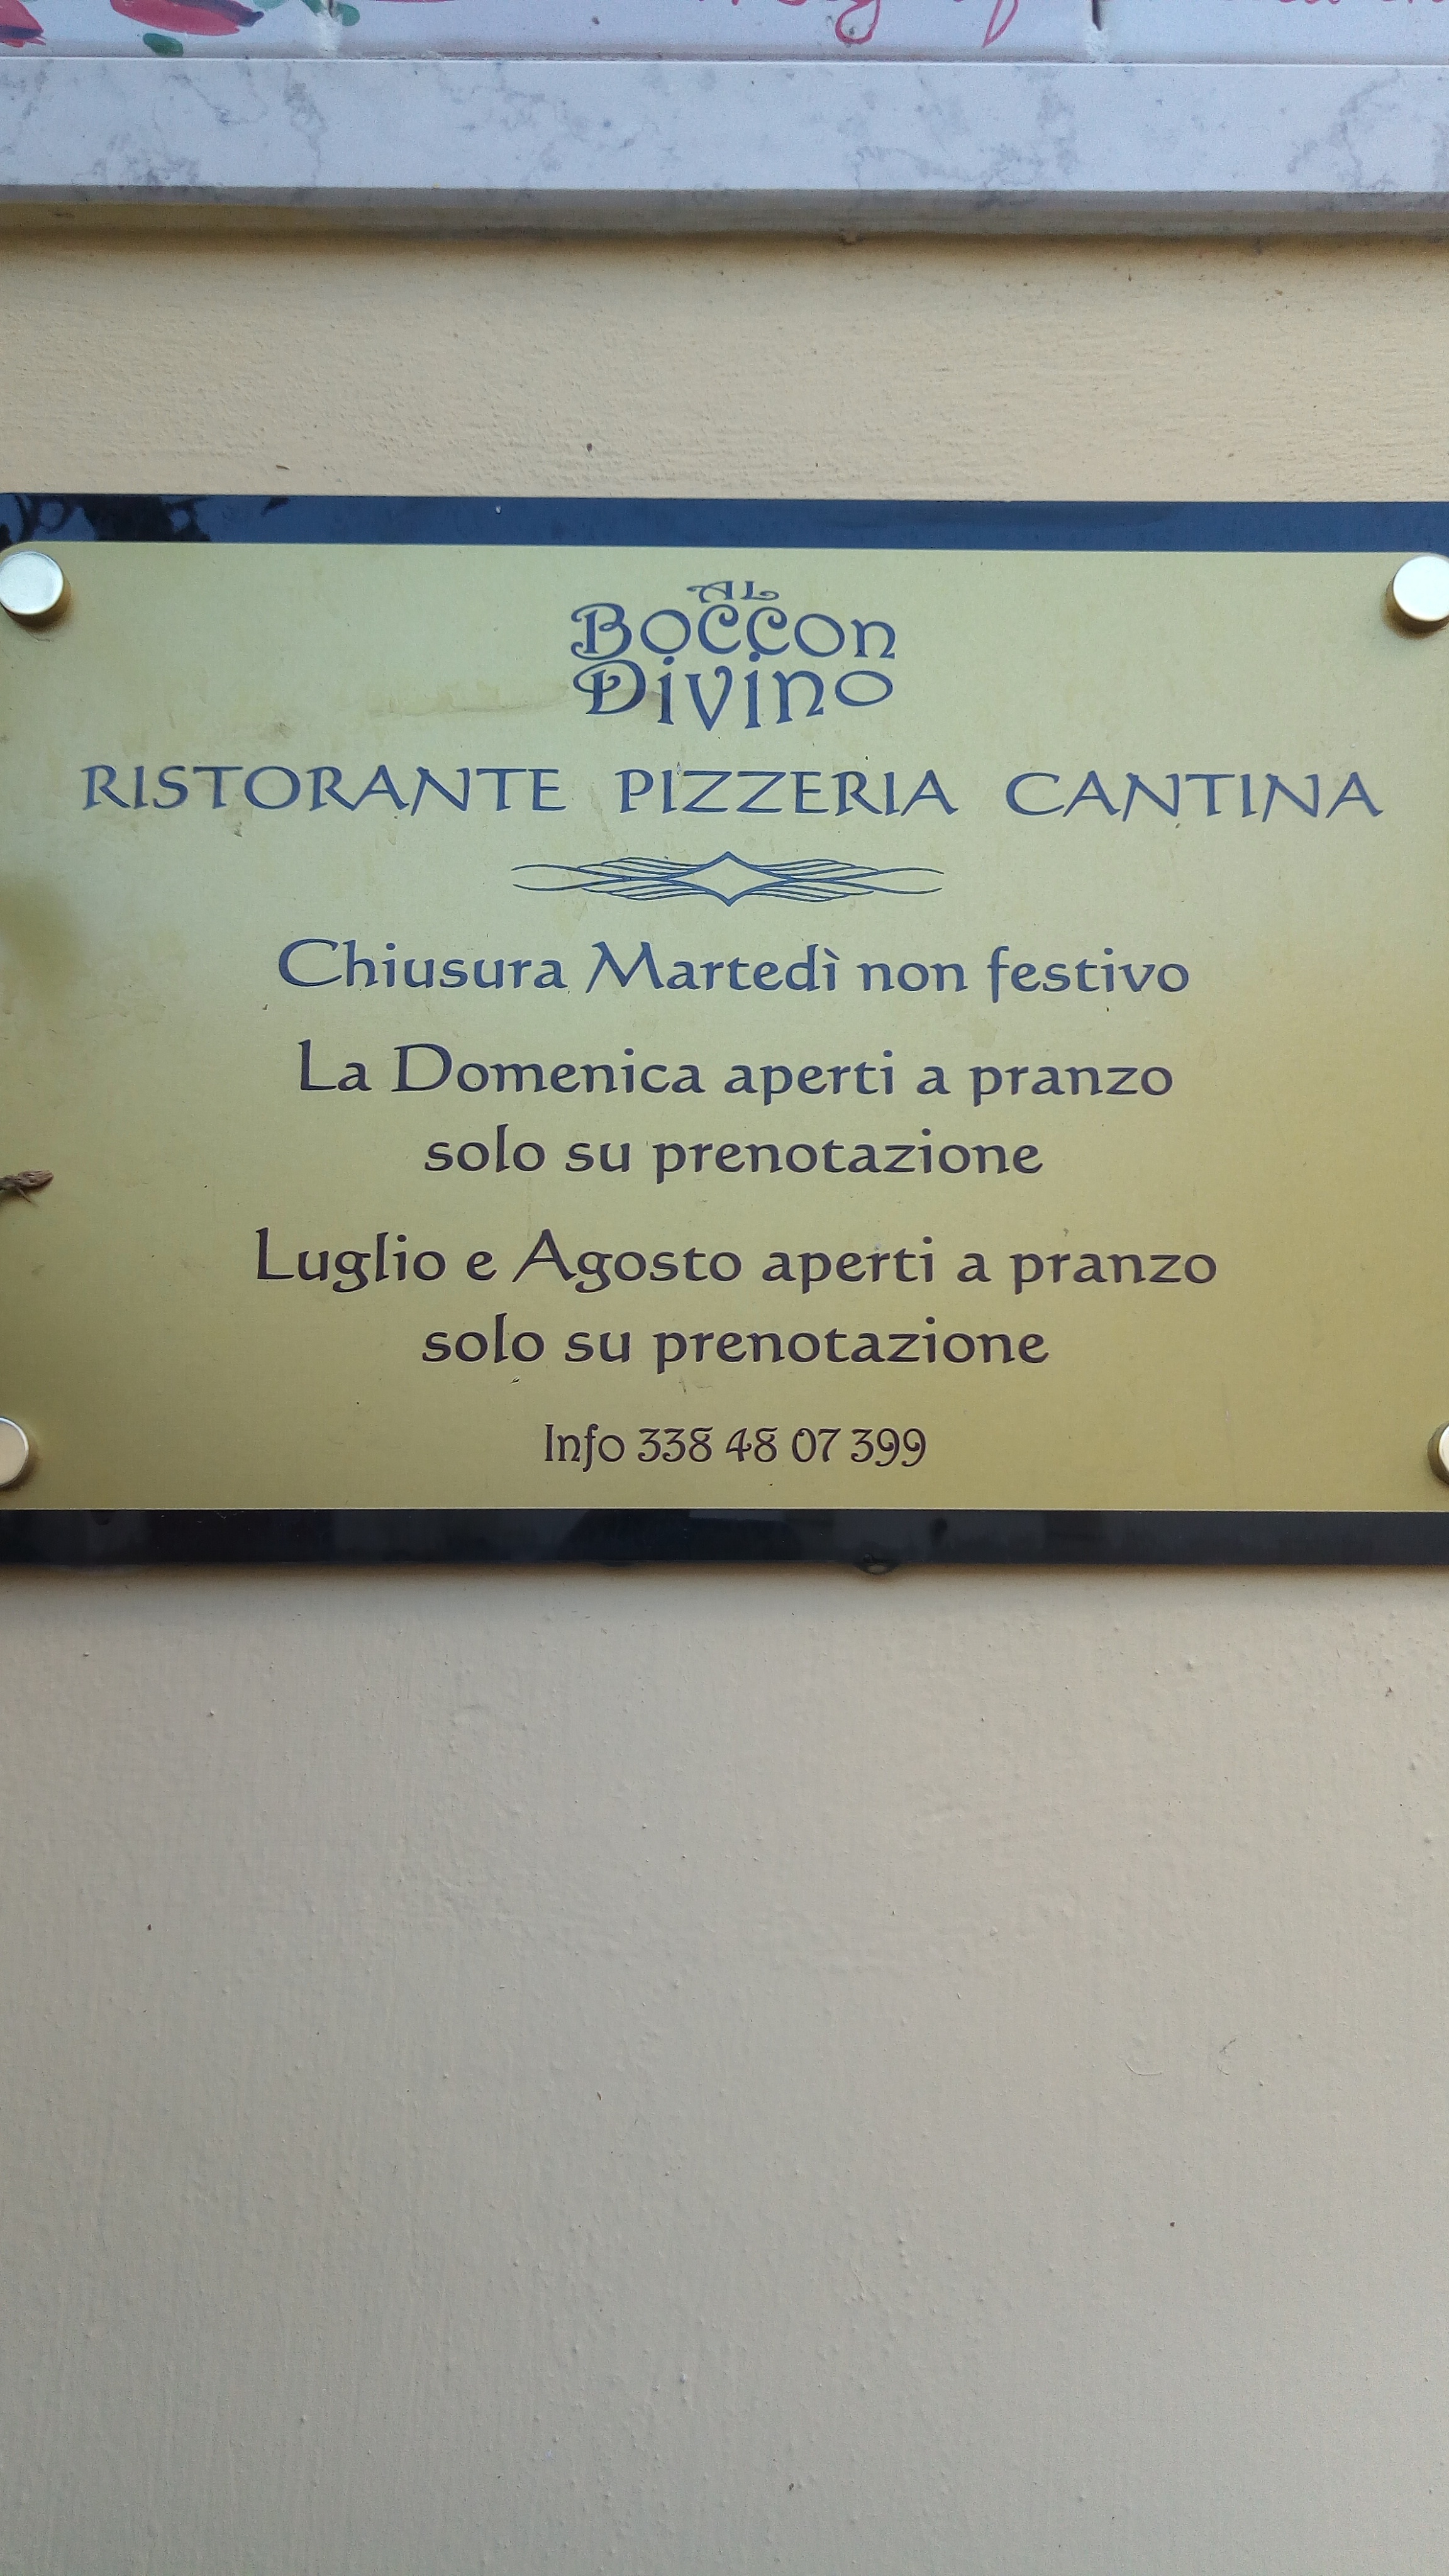 AL
BOCCON
DIVINO
RISTORANTE PIZZERIA CANTINA
Chiusura Martedì non festivo
La Domenica aperti a pranzo
solo su prenotazione
Luglio e Agosto aperti a pranzo
solo su prenotazione
Info 338 48 07 399